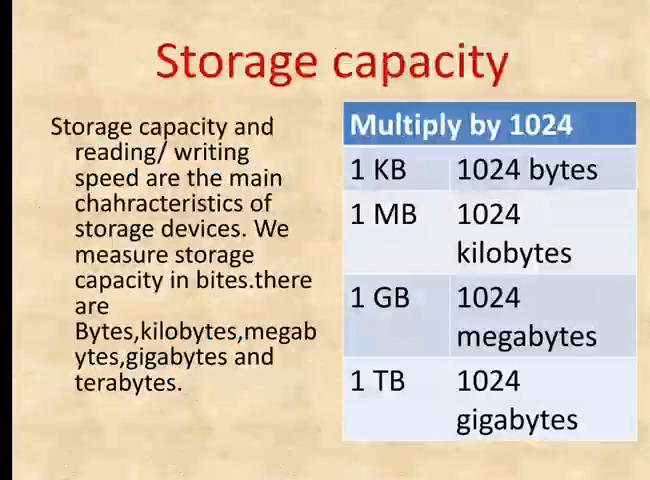 Storage capacity
Storage capacity and
reading/ writing
speed are the main
chahracteristics of
storage devices. We
measure storage
capacity in bites.there
are
Bytes,kilobytes,megab
ytes,gigabytes and
terabytes.
Multiply by 1024
1 KB 1024 bytes
1 MB 1024
kilobytes
1 GB 1024
megabytes
1 TB 1024
gigabytes